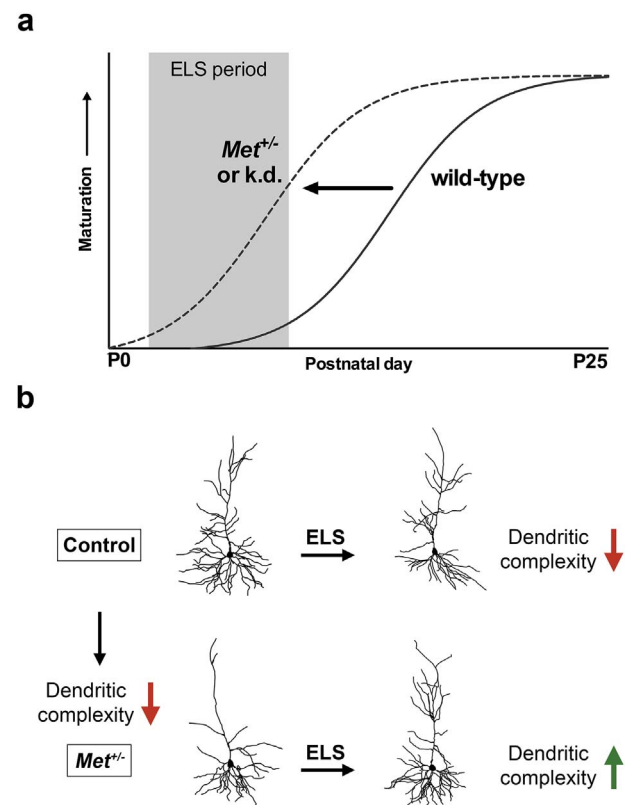 a
ELS period
Met+/-
or k.d.
wild-type
Maturation
P0
Postnatal day
P25
b
Control
ELS
Dendritic
complexity
Dendritic
complexity
Met+/-
ELS
Dendritic
complexity